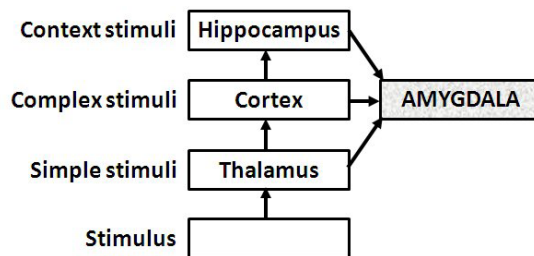 Context stimuli Hippocampus
Complex stimuli Cortex AMYGDALA
Simple stimuli Thalamus
Stimulus